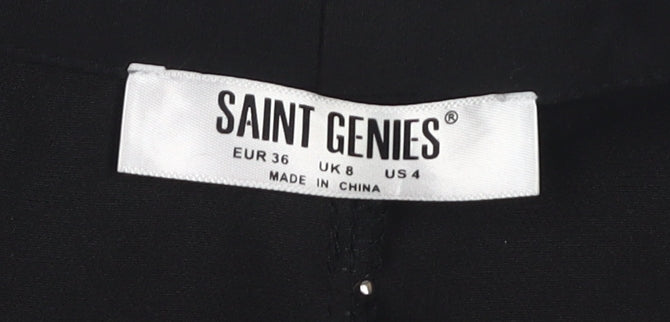 SAINT GENIES®
EUR 36 UK 8 US 4
MADE IN CHINA